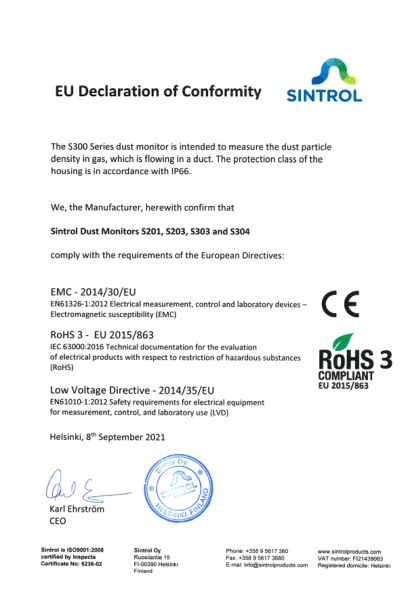 EU Declaration of Conformity
SINTROL
The S300 Series dust monitor is intended to measure the dust particle
density in gas, which is flowing in a duct. The protection class of the
housing is in accordance with IP66.
We, the Manufacturer, herewith confirm that
Sintrol Dust Monitors S201, S203, S303 and S304
comply with the requirements of the European Directives:
EMC - 2014/30/EU
EN61326-1:2012 Electrical measurement, control and laboratory devices –
Electromagnetic susceptibility (EMC)
CE
RoHS 3 - EU 2015/863
IEC 63000:2016 Technical documentation for the evaluation
of electrical products with respect to restriction of hazardous substances
(RoHS)
RoHS 3
COMPLIANT
EU 2015/863
Low Voltage Directive - 2014/35/EU
EN61010-1:2012 Safety requirements for electrical equipment
for measurement, control, and laboratory use (LVD)
Helsinki, 8th September 2021
Sintrol Oy
SINTROL
HELSINKI FINLAND
Karl Ehrström
CEO
Sintrol is ISO9001:2008
certified by Inspecta
Certificate No: 5236-02
Sintrol Oy
Ruosilantie 15
FI-00390 Helsinki
Finland
Phone: +358 9 5617 360
Fax: +358 9 5617 3680
E-mail: info@sintrolproducts.com
www.sintrolproducts.com
VAT number: FI21439063
Registered domicile: Helsinki